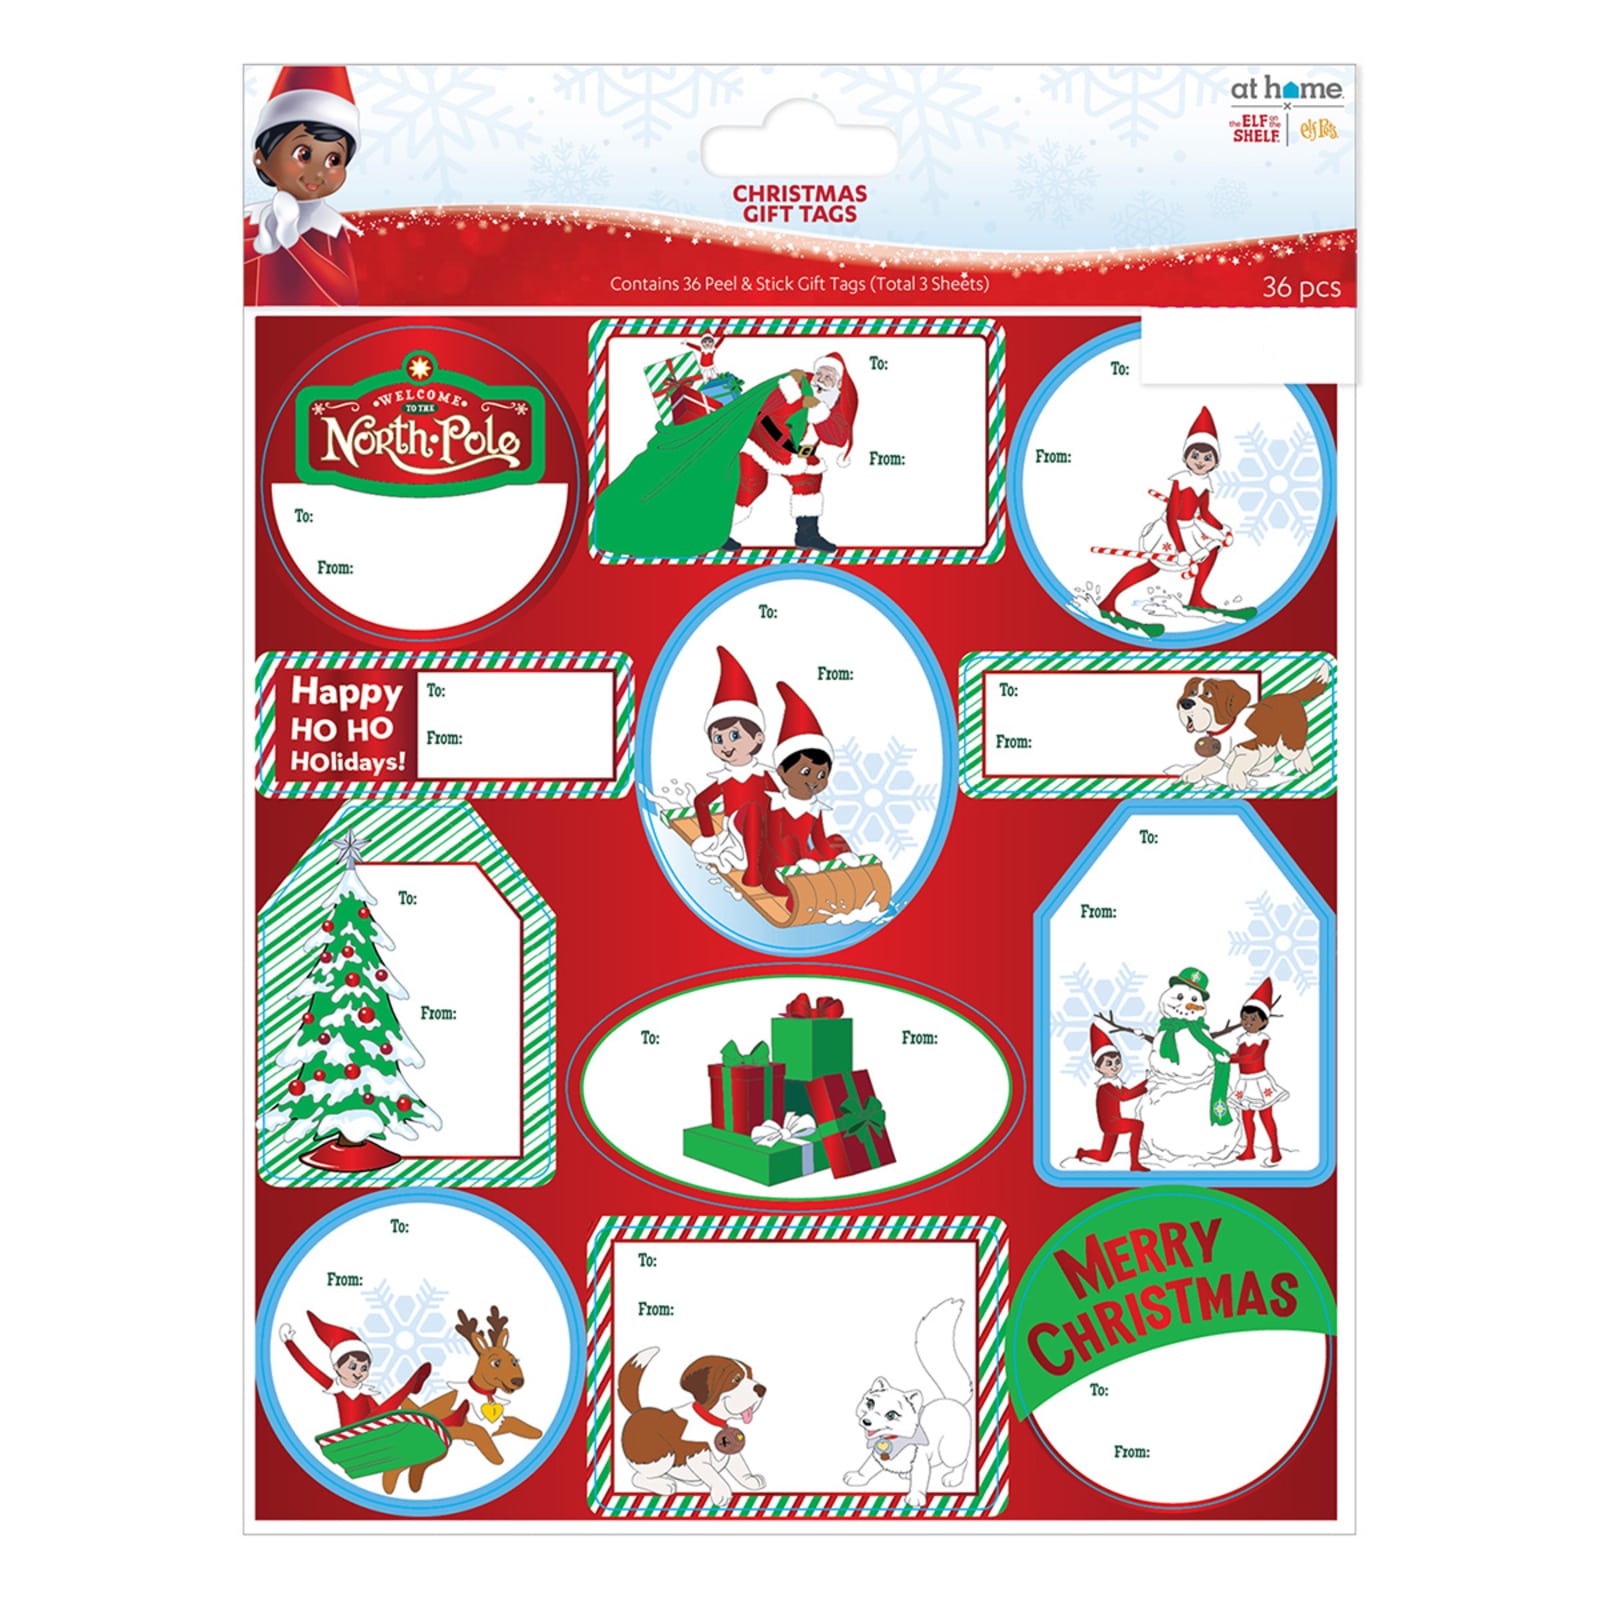 at home
x
the ELF on the
SHELF.
elf Pets.
CHRISTMAS
GIFT TAGS
Contains 36 Peel & Stick Gift Tags (Total 3 Sheets)
36 pcs
•WELCOME•
TO THE
North•Pole
To:
From:
To:
From:
To:
From:
Happy
HO HO
HOlidays!
To:
From:
To:
From:
To:
From:
To:
From:
To:
From:
To:
From:
To:
From:
To:
From:
MERRY
CHRISTMAS
To:
From: